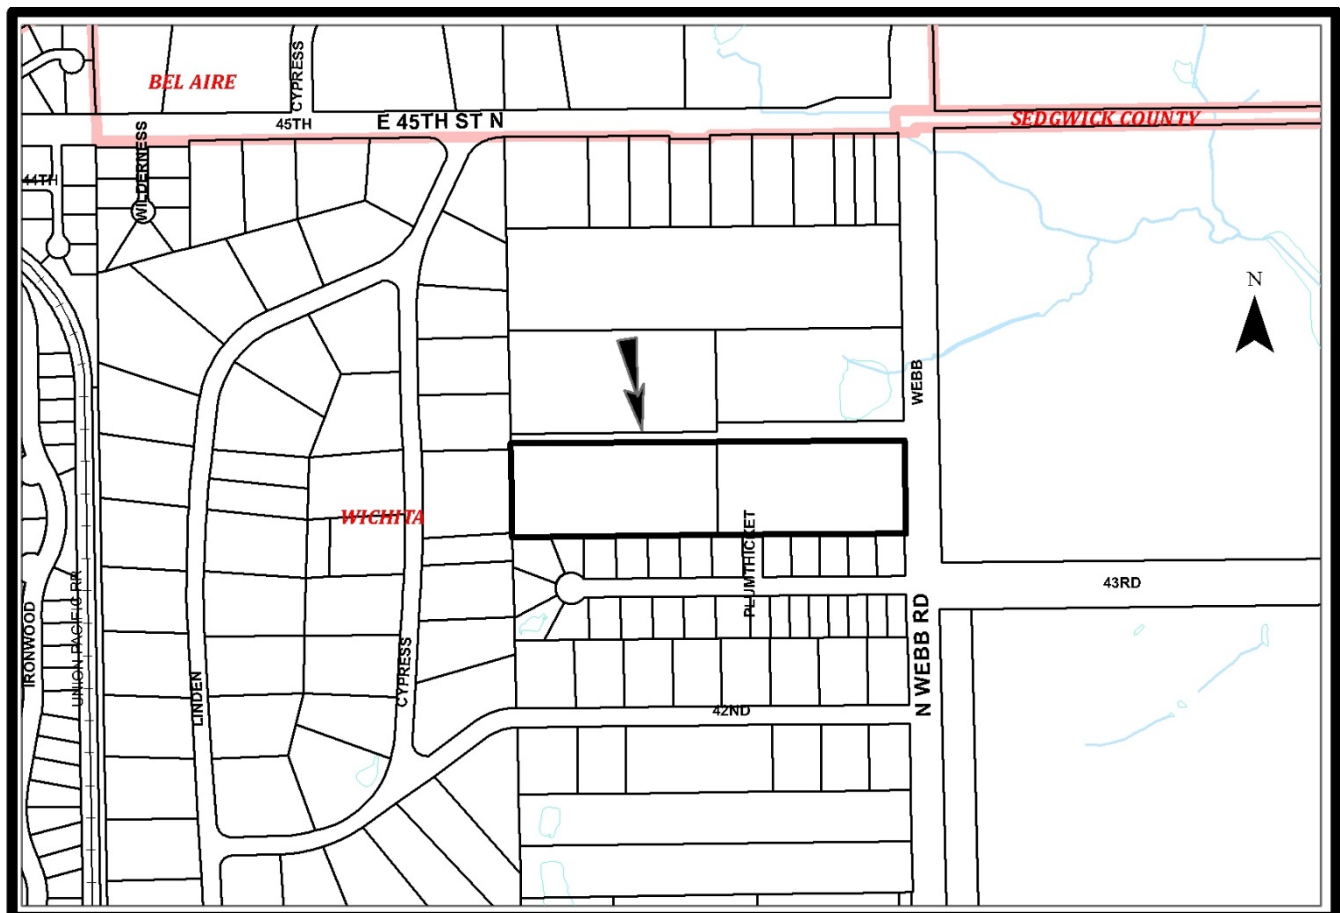 CYPRESS
BEL AIRE
45TH
E 45TH ST N
SEDGWICK COUNTY
WILDERNESS
44TH
N
WEBB
WICHITA
PLUMTHICKET
43RD
IRONWOOD
UNION PACIFIC RR
LINDEN
CYPRESS
N WEBB RD
42ND